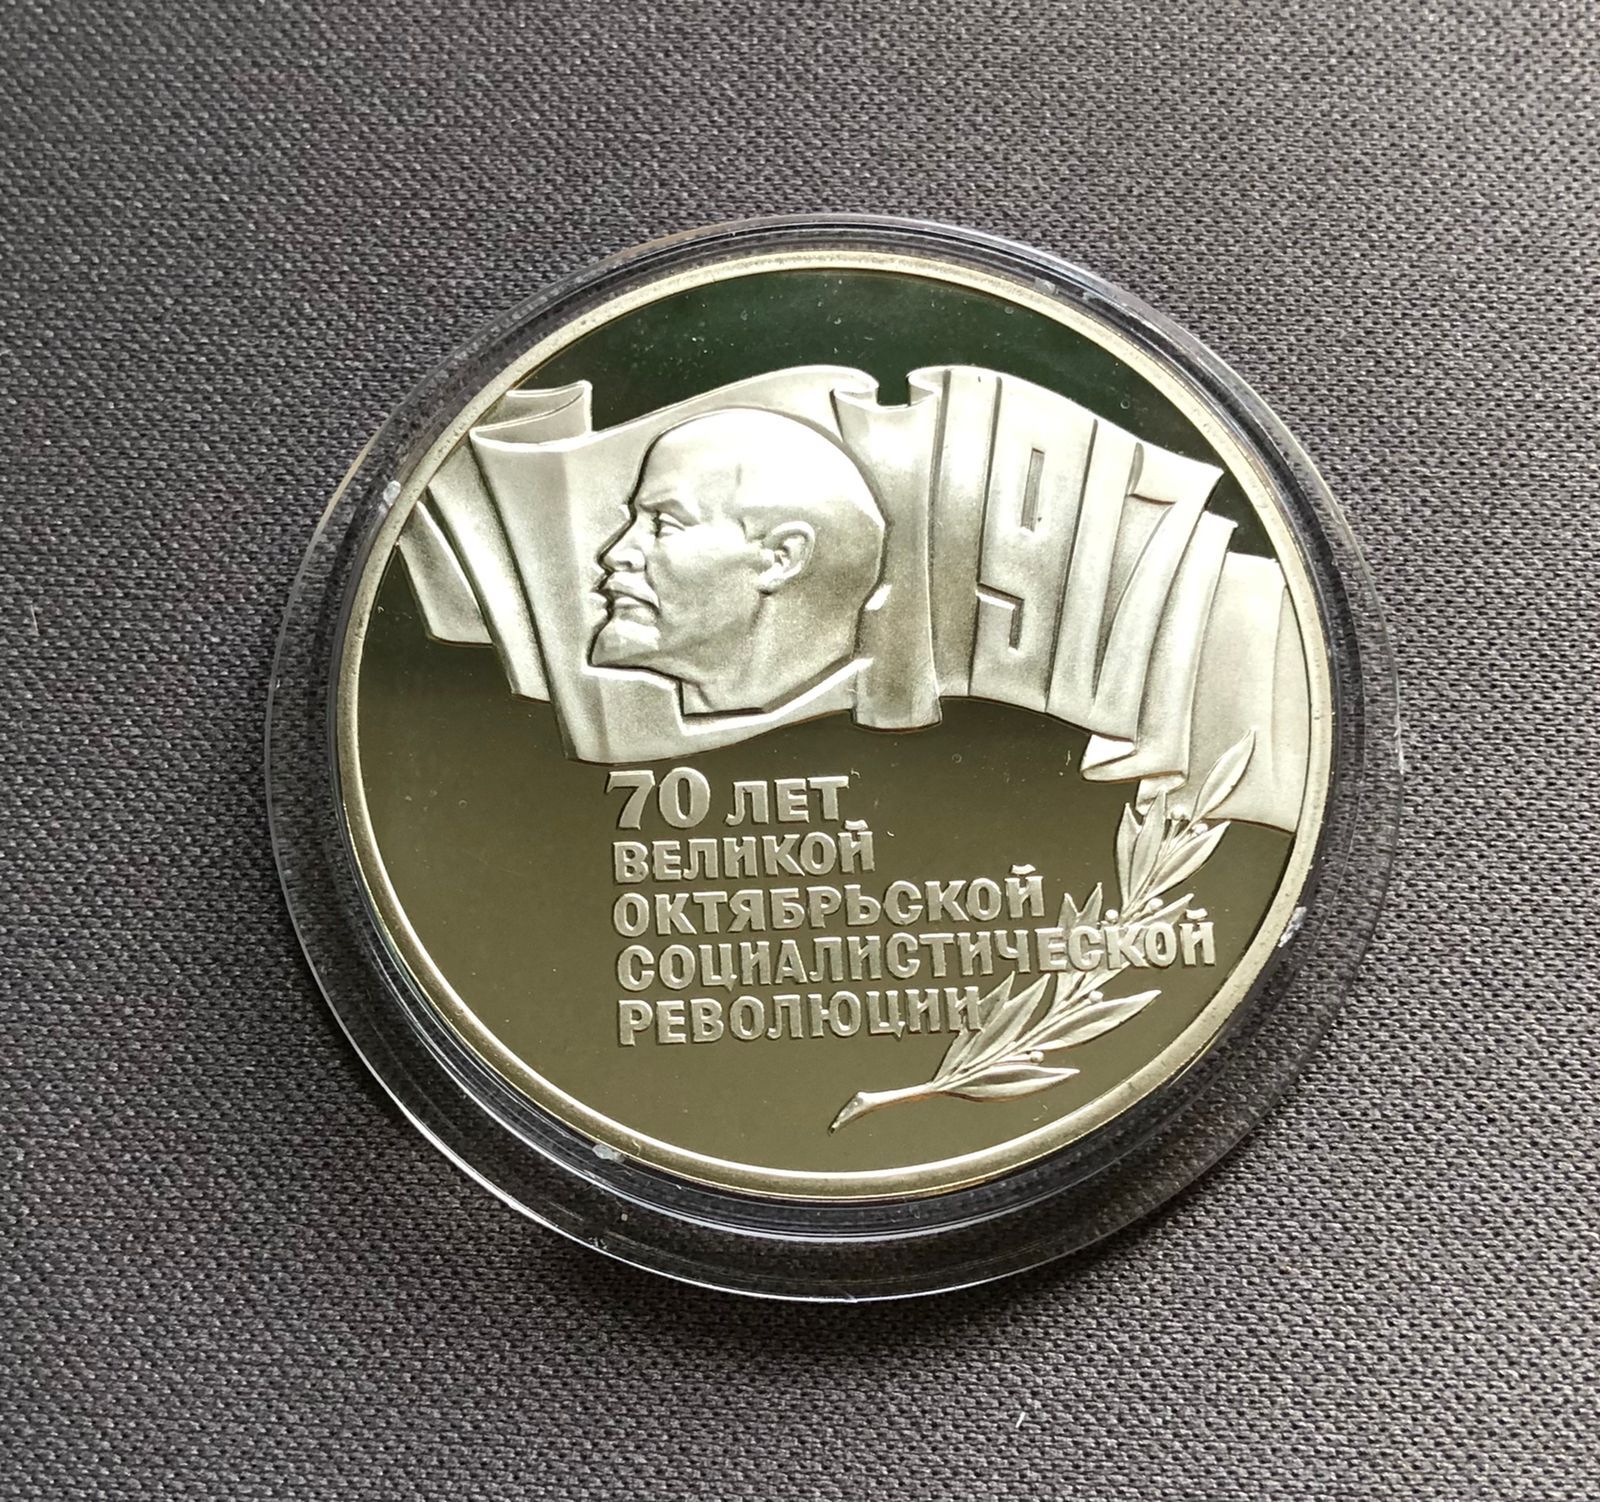 1917
70 ЛЕТ
ВЕЛИКОЙ
ОКТЯБРЬСКОЙ
СОЦИАЛИСТИЧЕСКОЙ
РЕВОЛЮЦИИ